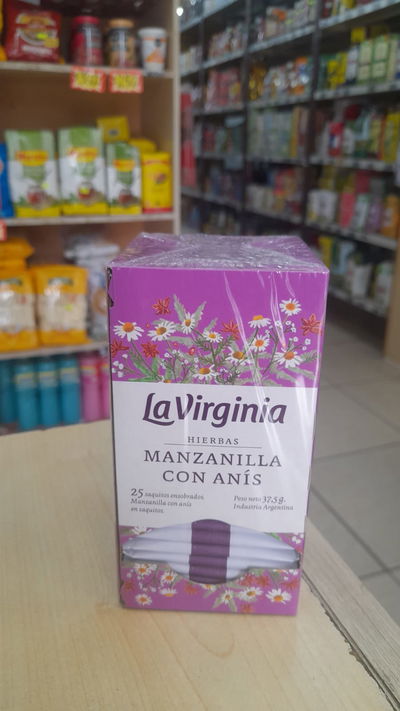 La Virginia
HIERBAS
MANZANILLA
CON ANÍS
25 saquitos ensobrados.
Manzanilla con anís
en saquitos.
Peso neto 37,5 g.
Industria Argentina